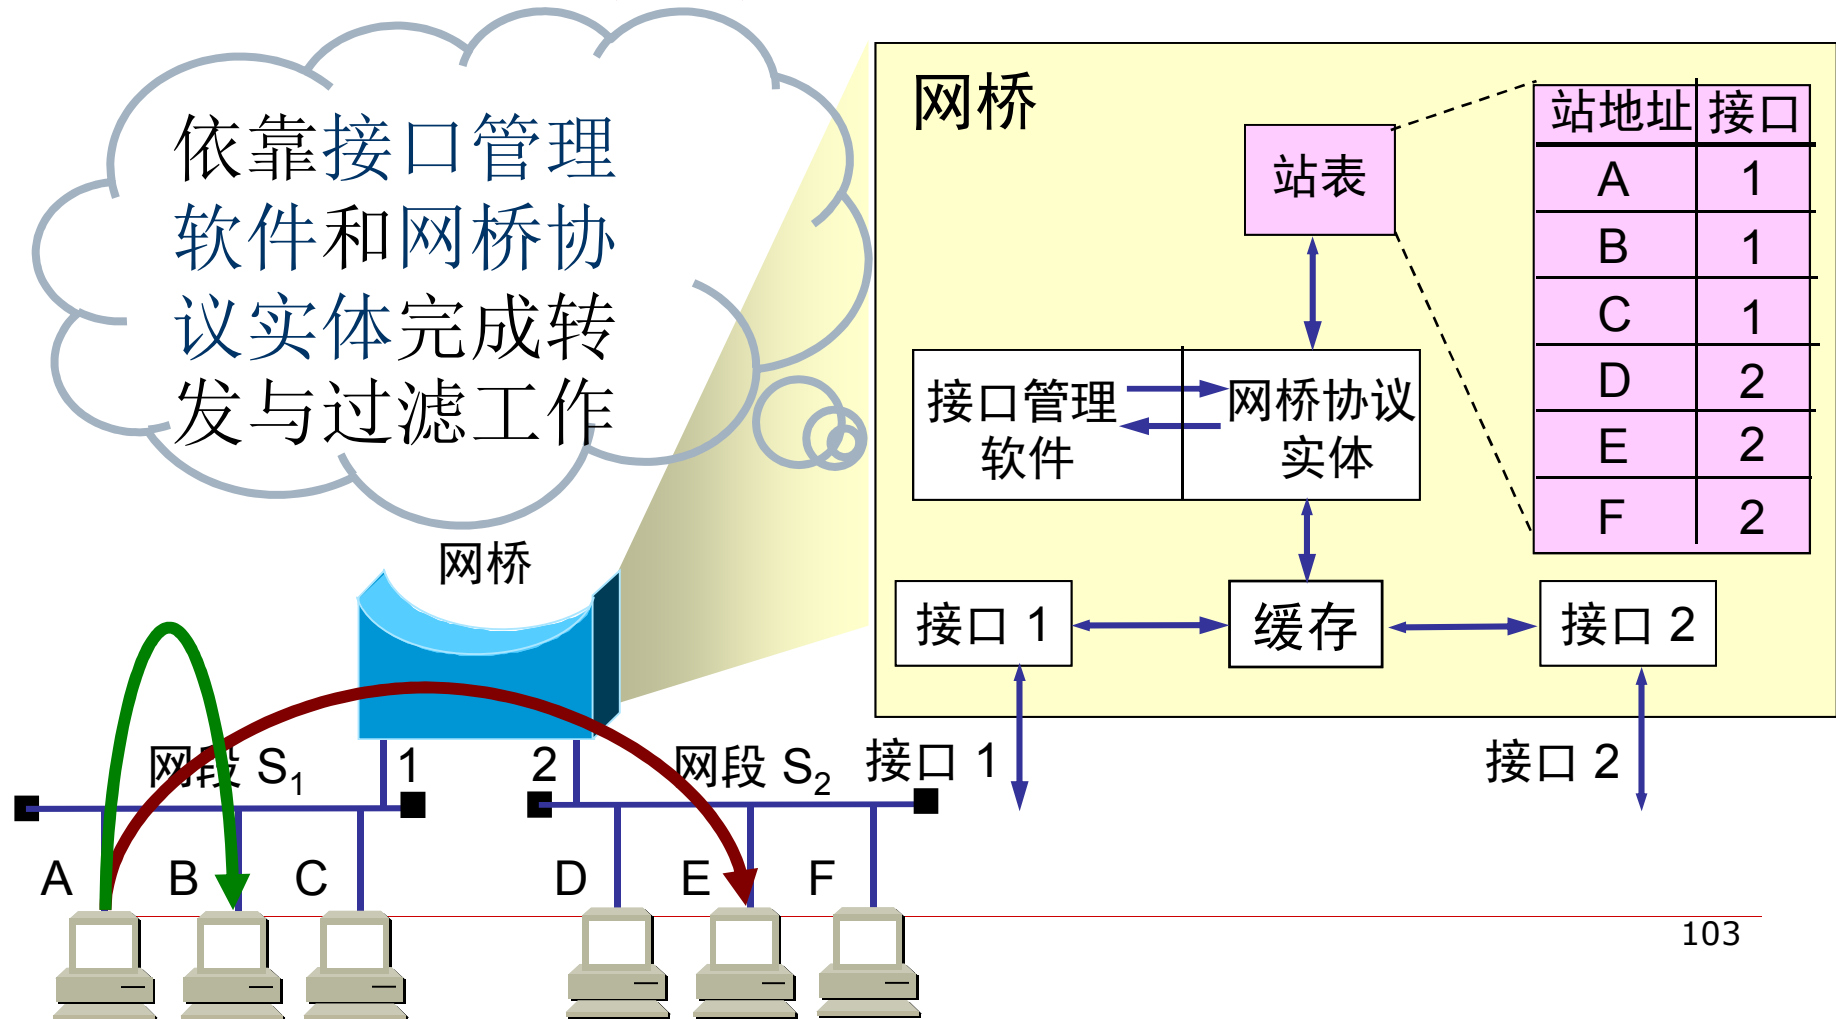 依靠接口管理
软件和网桥协
议实体完成转
发与过滤工作
网桥
网段 S1
1
2
网段 S2
A
B
C
D
E
F
网桥
站表
站地址 接口
A 1
B 1
C 1
D 2
E 2
F 2
接口管理
软件
网桥协议
实体
接口 1
缓存
接口 2
接口 1
接口 2
103